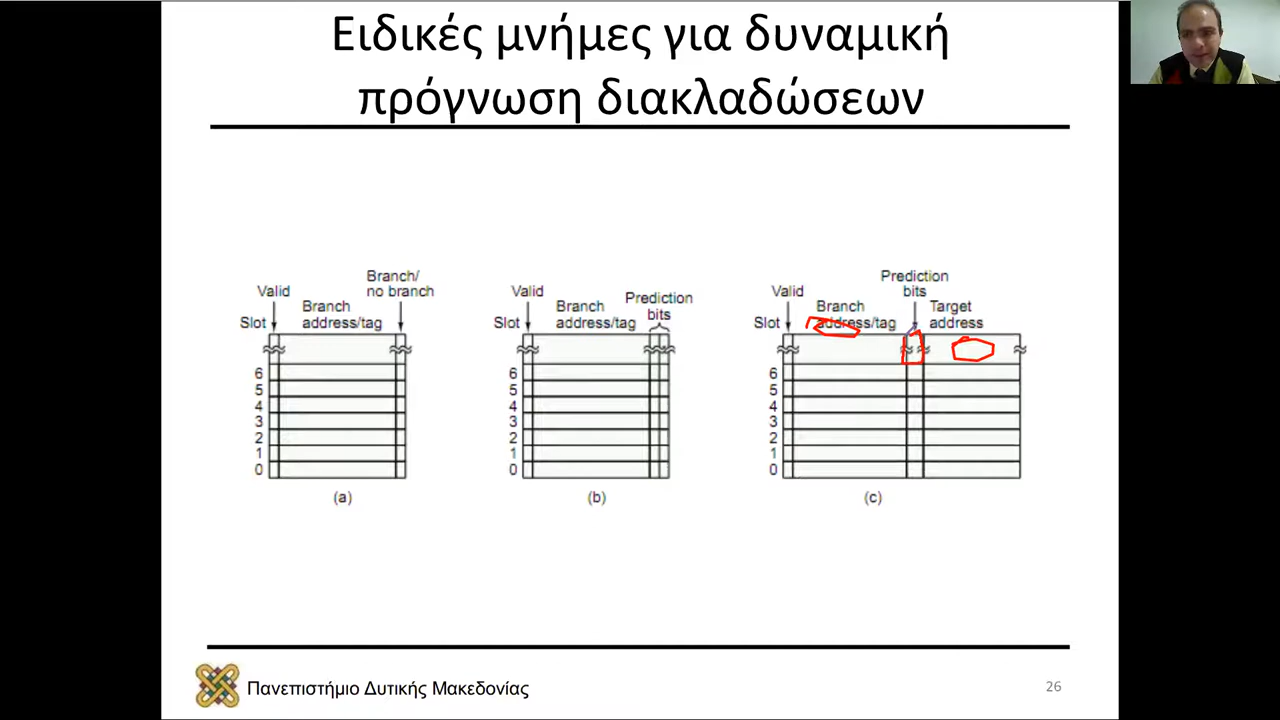 Ειδικές μνήμες για δυναμική
πρόγνωση διακλαδώσεων
Valid
Branch/
no branch
Slot
Branch
address/tag
6
5
4
3
2
1
0
(a)
Valid
Slot
Branch
address/tag
Prediction
bits
6
5
4
3
2
1
0
(b)
Valid
Slot
Branch
address/tag
Prediction
bits
Target
address
6
5
4
3
2
1
0
(c)
Πανεπιστήμιο Δυτικής Μακεδονίας
26